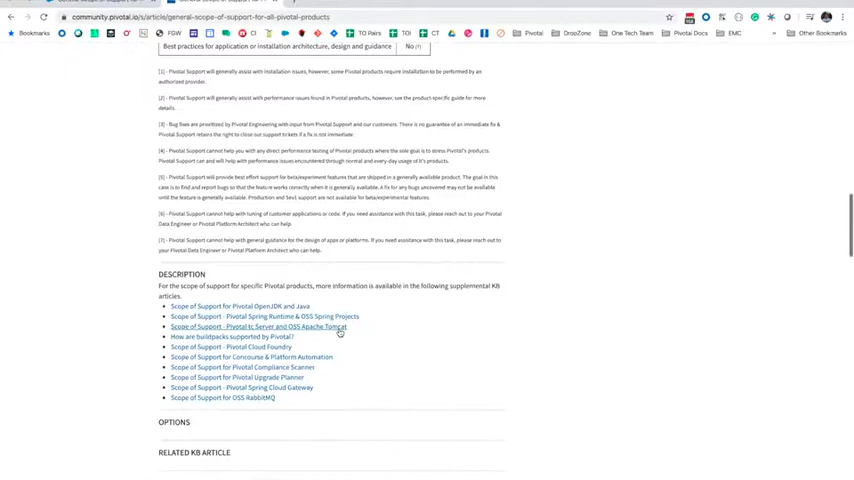 community.pivotal.io/s/article/general-scope-of-support-for-all-pivotal-products
Bookmarks
FGW
CI
TO Pairs
TOI
CT
Pivotal
DropZone
One Tech Team
Pivotal Docs
EMC
Other Bookmarks
Best practices for application or installation architecture, design and guidance No [7]
[1] - Pivotal Support will generally assist with installation issues, however, some Pivotal products require installation to be performed by an
authorized provider.
[2] - Pivotal Support will generally assist with performance issues found in Pivotal products, however, see the product-specific guide for more
details.
[3] - Bug fixes are prioritized by Pivotal Engineering with input from Pivotal Support and our customers. There is no guarantee of an immediate fix &
Pivotal Support retains the right to close out support tickets if a fix is not immediate.
[4] - Pivotal Support cannot help you with any direct performance testing of Pivotal products where the sole goal is to stress Pivotal's products.
Pivotal Support can and will help with performance issues encountered through normal and every-day usage of it's products.
[5] - Pivotal Support will provide best effort support for beta/experiment features that are shipped in a generally available product. The goal in this
case is to find and report bugs so that the feature works correctly when it is generally available. A fix for any bugs uncovered may not be available
until the feature is generally available. Production and Sev1 support are not available for beta/experimental features.
[6] - Pivotal Support cannot help with tuning of customer applications or code. If you need assistance with this task, please reach out to your Pivotal
Data Engineer or Pivotal Platform Architect who can help.
[7] - Pivotal Support cannot help with general guidance for the design of apps or platforms. If you need assistance with this task, please reach out to
your Pivotal Data Engineer or Pivotal Platform Architect who can help.
DESCRIPTION
For the scope of support for specific Pivotal products, more information is available in the following supplemental KB
articles.
Scope of Support for Pivotal OpenJDK and Java
Scope of Support - Pivotal Spring Runtime & OSS Spring Projects
Scope of Support - Pivotal tc Server and OSS Apache Tomcat
How are buildpacks supported by Pivotal?
Scope of Support - Pivotal Cloud Foundry
Scope of Support for Concourse & Platform Automation
Scope of Support for Pivotal Compliance Scanner
Scope of Support for Pivotal Upgrade Planner
Scope of Support - Pivotal Spring Cloud Gateway
Scope of Support for OSS RabbitMQ
OPTIONS
RELATED KB ARTICLE